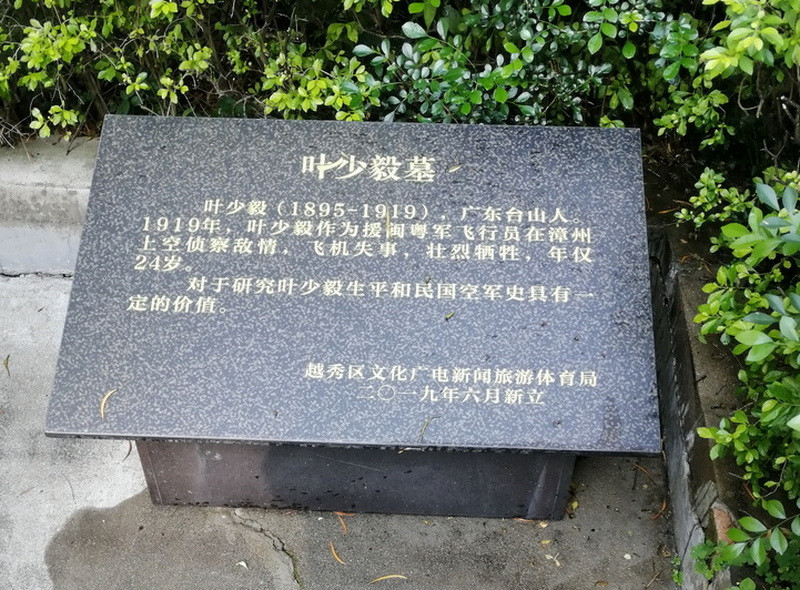 叶少毅墓
叶少毅（1895-1919），广东台山人。
1919年，叶少毅作为援闽粤军飞行员在漳州
上空侦察敌情，飞机失事，壮烈牺牲，年仅
24岁。
对于研究叶少毅生平和民国空军史具有一
定的价值。
越秀区文化广电新闻旅游体育局
二〇一九年六月新立